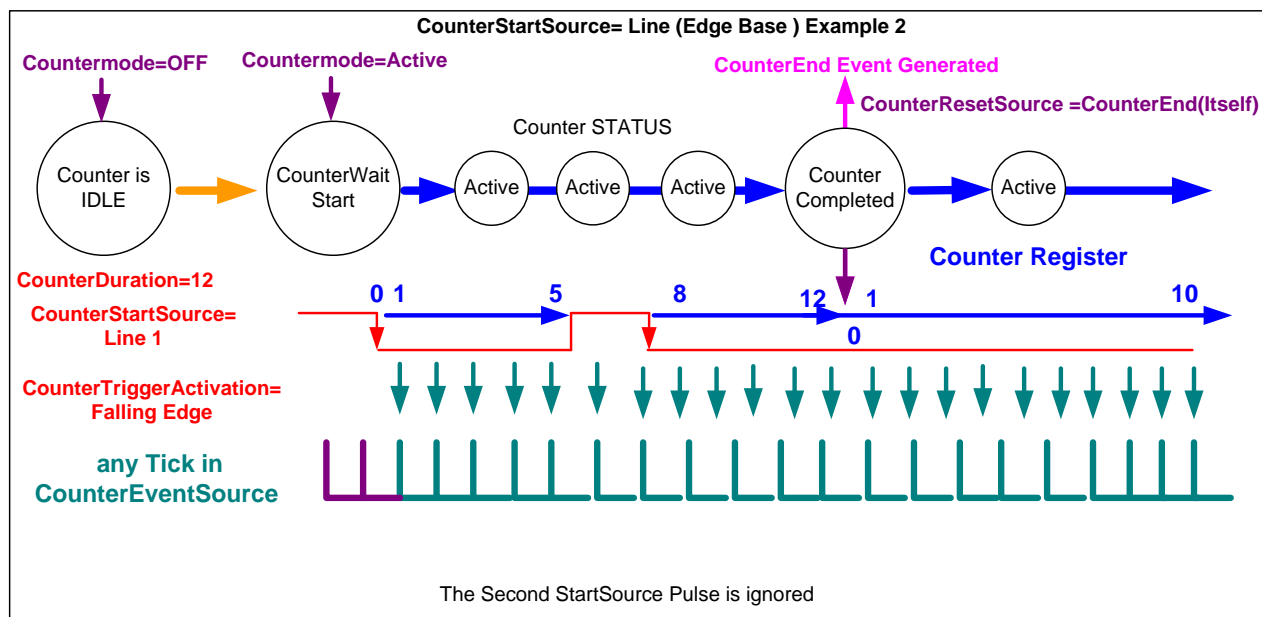 CounterStartSource= Line (Edge Base ) Example 2
Countermode=OFF
Countermode=Active
CounterEnd Event Generated
CounterResetSource =CounterEnd(Itself)
Counter STATUS
Counter is
IDLE
CounterWait
Start
Active
Active
Active
Counter
Completed
Active
Counter Register
CounterDuration=12
0 1 5 8 12 1 10
0
CounterStartSource=
Line 1
CounterTriggerActivation=
Falling Edge
any Tick in
CounterEventSource
The Second StartSource Pulse is ignored